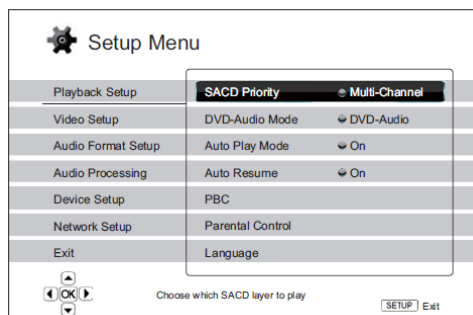 Setup Menu
Playback Setup SACD Priority Multi-Channel
Video Setup DVD-Audio Mode DVD-Audio
Audio Format Setup Auto Play Mode On
Audio Processing Auto Resume On
Device Setup PBC
Network Setup Parental Control
Exit Language
OK Choose which SACD layer to play
SETUP Exit